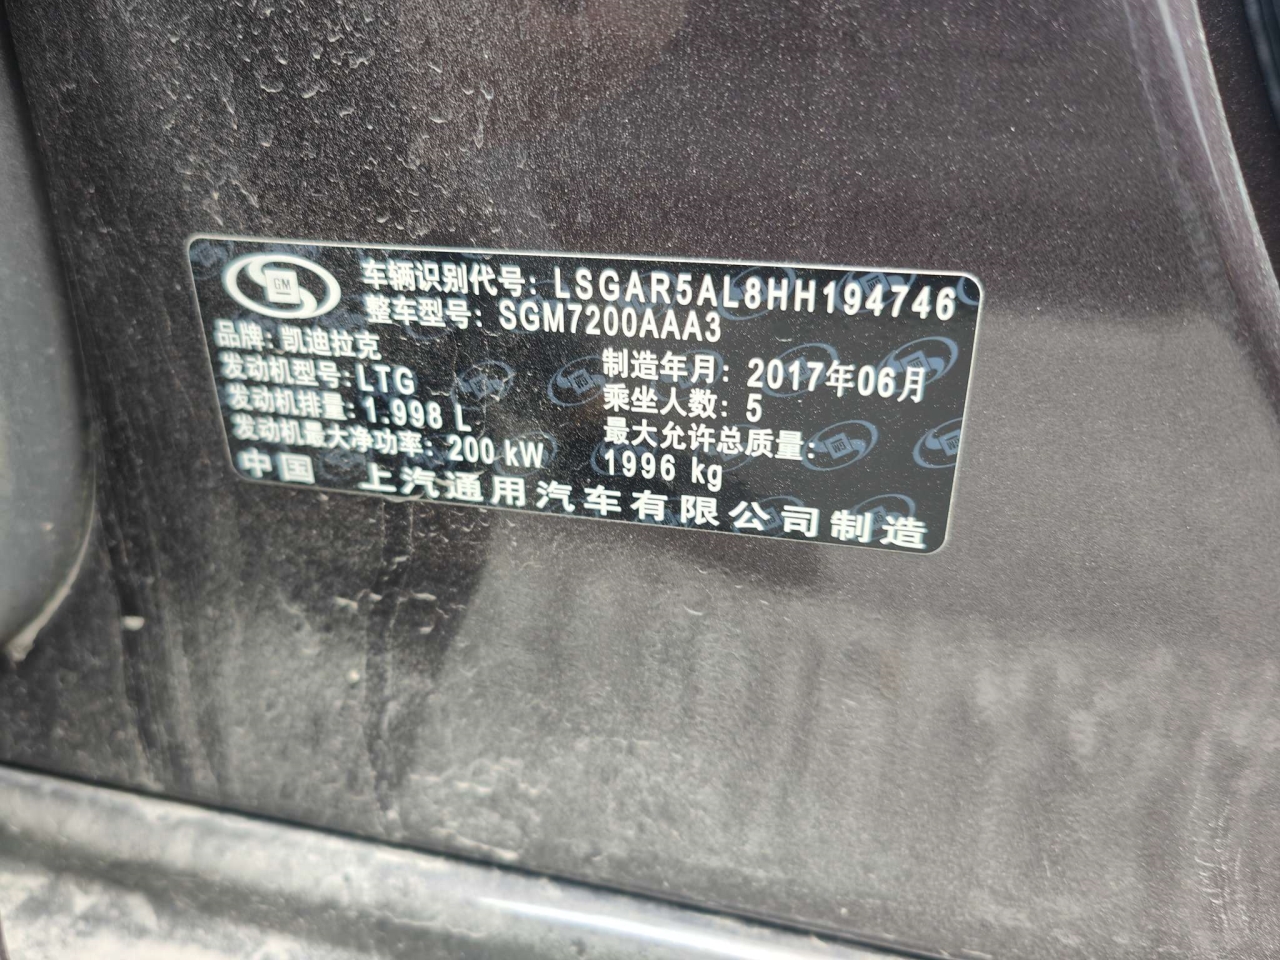 GM
车辆识别代号: LSGAR5AL8HH194746
整车型号: SGM7200AAA3
品牌: 凯迪拉克
制造年月: 2017年06月
发动机型号: LTG
乘坐人数: 5
发动机排量: 1.998 L
最大允许总质量:
1996 kg
发动机最大净功率: 200 kW
中国 上汽通用汽车有限公司制造